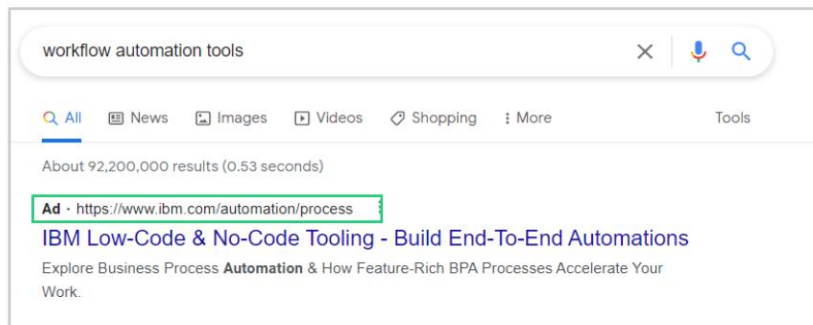 workflow automation tools
All News Images Videos Shopping More Tools
About 92,200,000 results (0.53 seconds)
Ad · https://www.ibm.com/automation/process
IBM Low-Code & No-Code Tooling - Build End-To-End Automations
Explore Business Process Automation & How Feature-Rich BPA Processes Accelerate Your
Work.